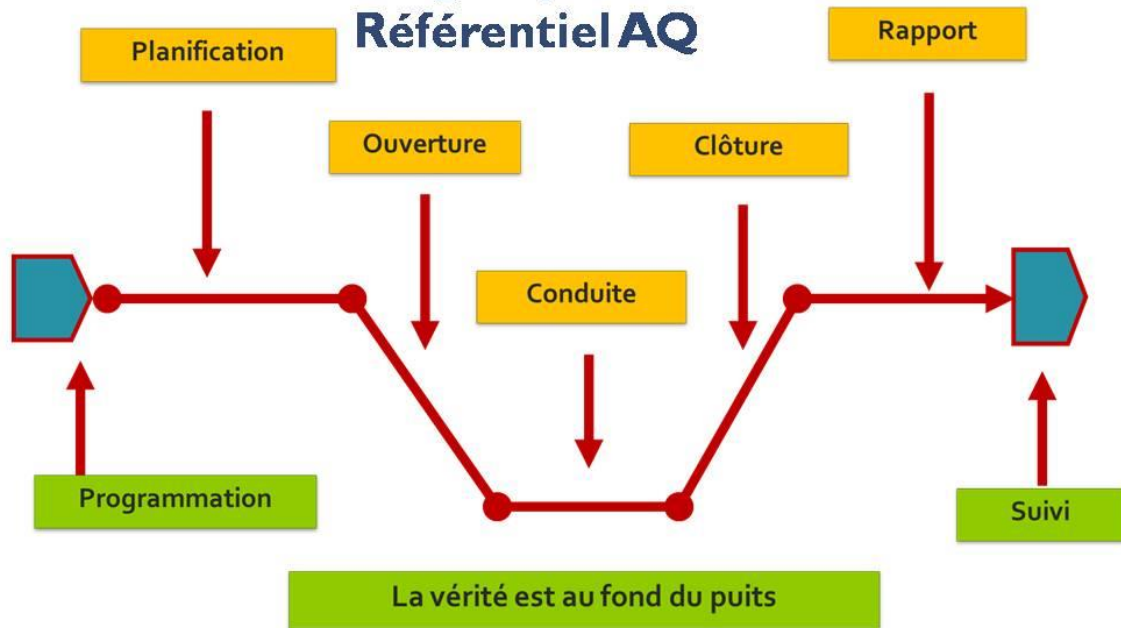 Référentiel AQ
Planification
Rapport
Ouverture
Clôture
Conduite
Programmation
Suivi
La vérité est au fond du puits